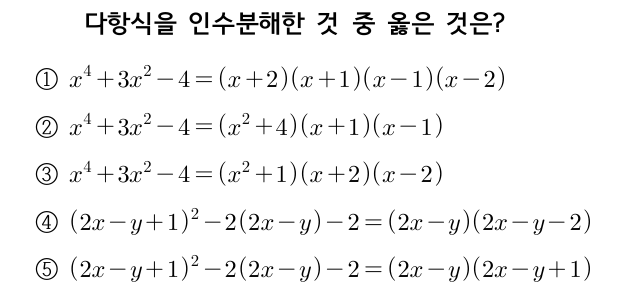 다항식을 인수분해한 것 중 옳은 것은?
① x⁴+3x²−4=(x+2)(x+1)(x−1)(x−2)
② x⁴+3x²−4=(x²+4)(x+1)(x−1)
③ x⁴+3x²−4=(x²+1)(x+2)(x−2)
④ (2x−y+1)²−2(2x−y)−2=(2x−y)(2x−y−2)
⑤ (2x−y+1)²−2(2x−y)−2=(2x−y)(2x−y+1)